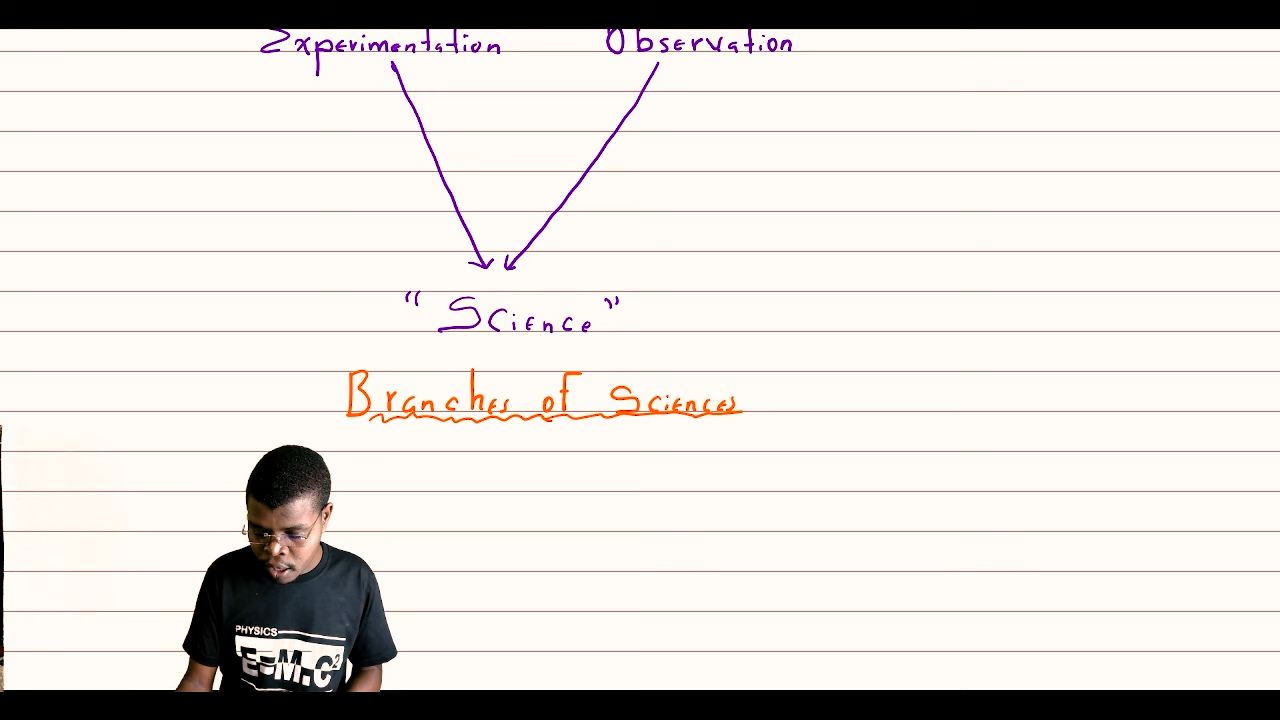 Experimentation Observation
"Science"
Branches of Sciences
PHYSICS
E=M.C²